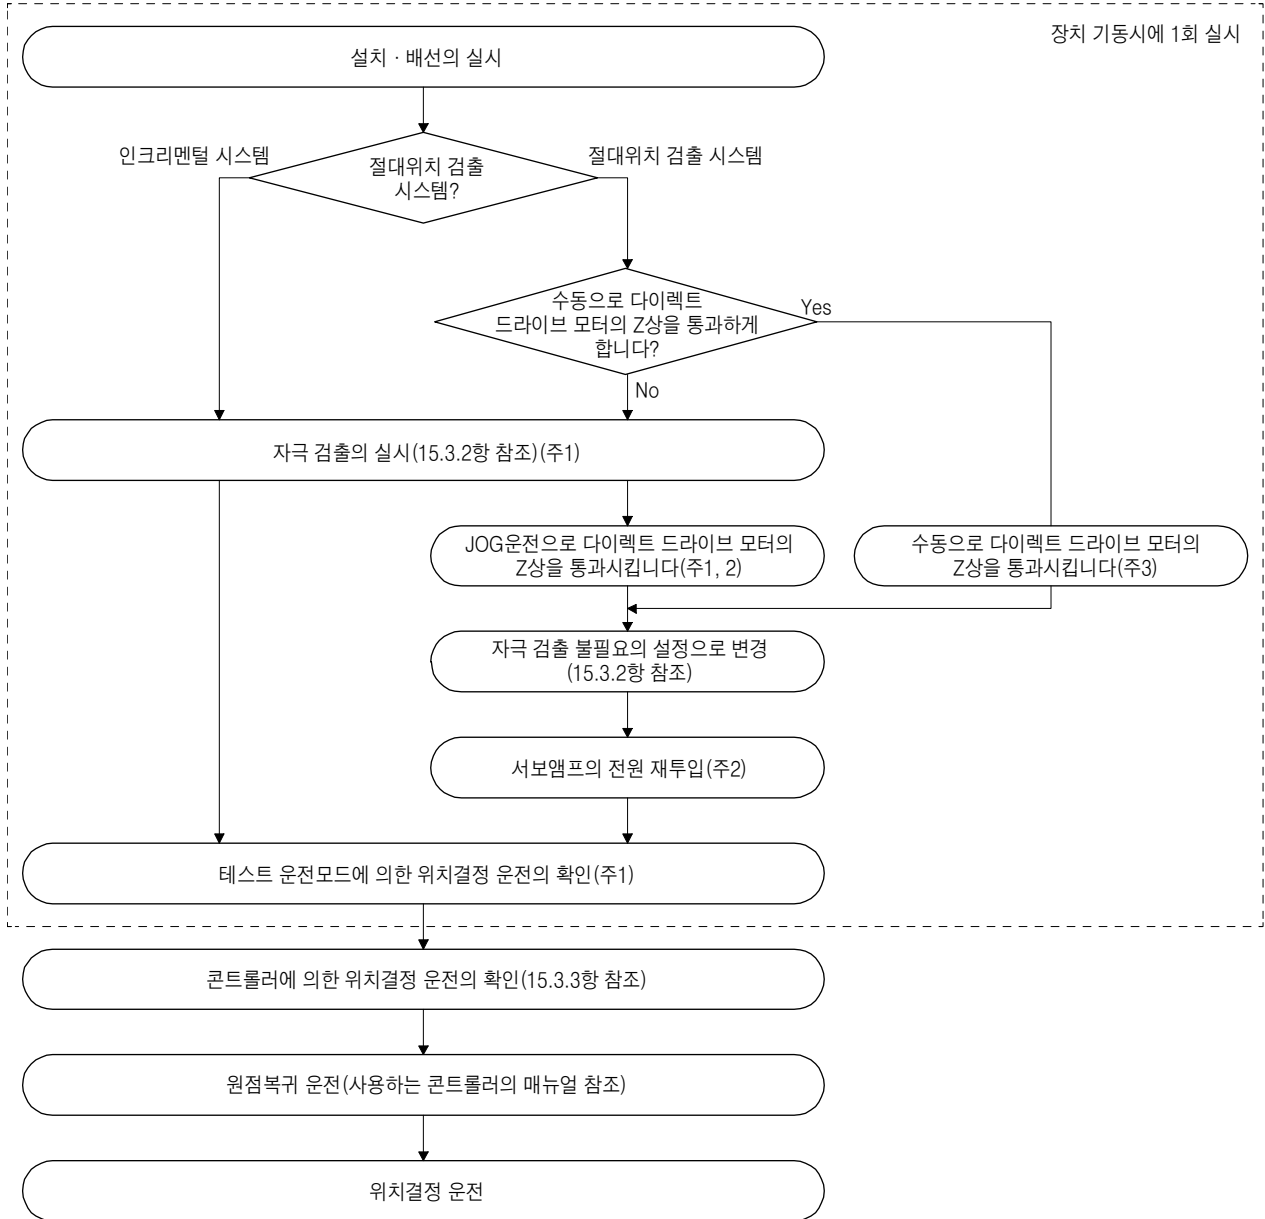 장치 기동시에 1회 실시
설치 · 배선의 실시
인크리멘털 시스템
절대위치 검출 시스템
절대위치 검출
시스템?
수동으로 다이렉트
드라이브 모터의 Z상을 통과하게
합니다?
Yes
No
자극 검출의 실시(15.3.2항 참조)(주1)
JOG운전으로 다이렉트 드라이브 모터의
Z상을 통과시킵니다(주1, 2)
수동으로 다이렉트 드라이브 모터의
Z상을 통과시킵니다(주3)
자극 검출 불필요의 설정으로 변경
(15.3.2항 참조)
서보앰프의 전원 재투입(주2)
테스트 운전모드에 의한 위치결정 운전의 확인(주1)
콘트롤러에 의한 위치결정 운전의 확인(15.3.3항 참조)
원점복귀 운전(사용하는 콘트롤러의 매뉴얼 참조)
위치결정 운전